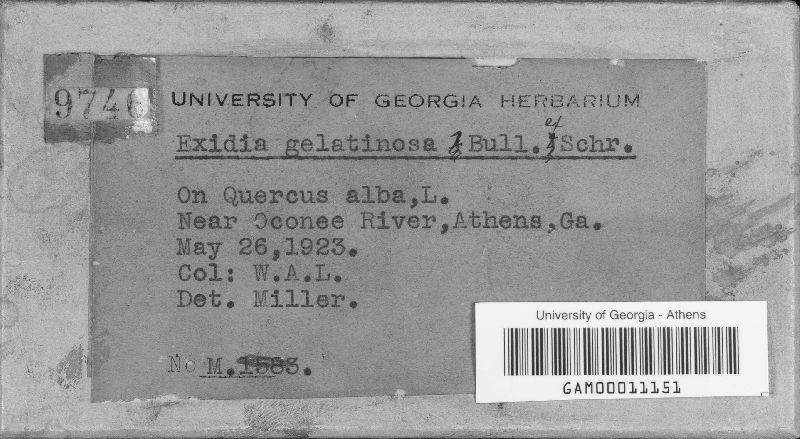 9746
UNIVERSITY OF GEORGIA HERBARIUM
Exidia gelatinosa Bull. ef Schr.
On Quercus alba,L.
Near Oconee River,Athens,Ga.
May 26,1923.
Col: W.A.L.
Det. Miller.
No M.1583.
University of Georgia - Athens
GAM00011151